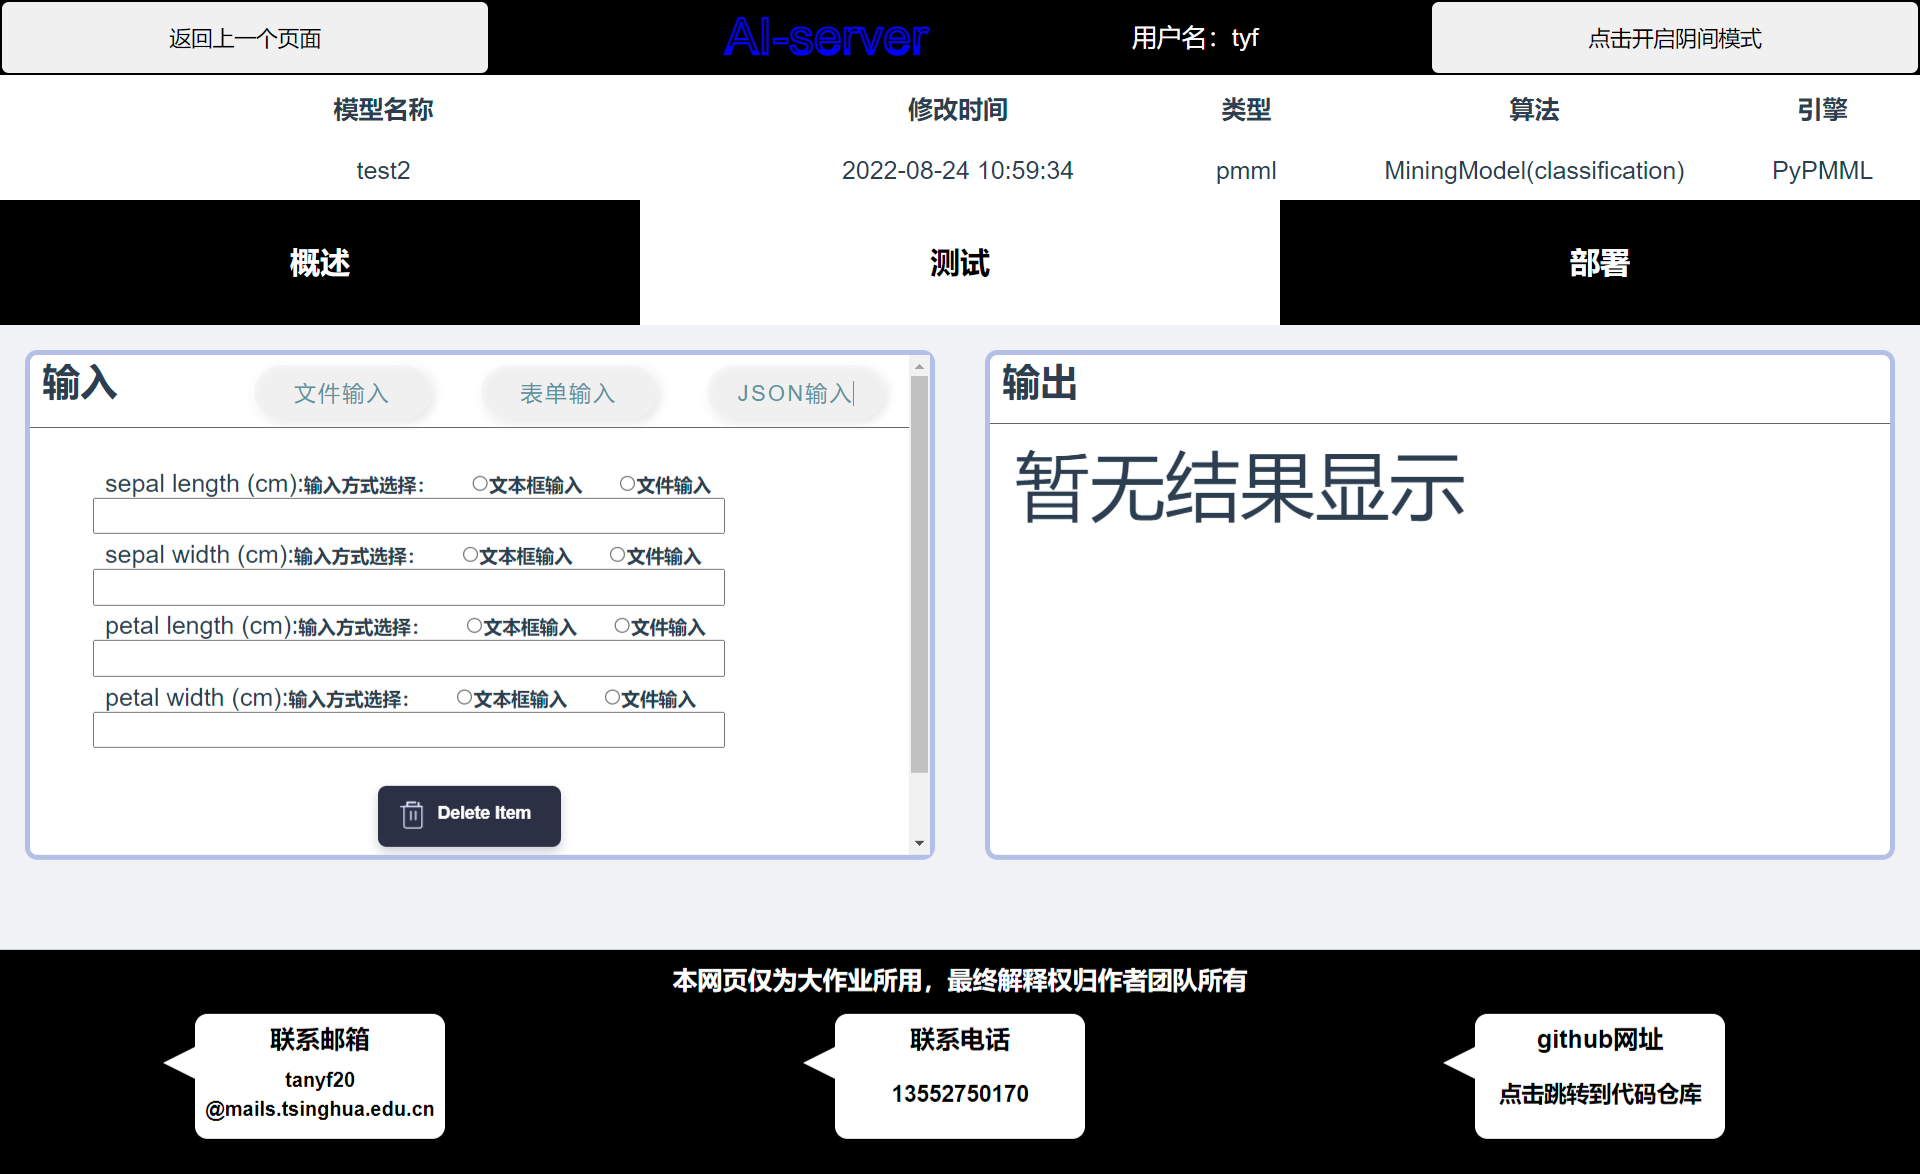 返回上一个页面
AI-server
用户名：tyf
点击开启阴间模式
模型名称 修改时间 类型 算法 引擎
test2 2022-08-24 10:59:34 pmml MiningModel(classification) PyPMML
概述 测试 部署
输入 文件输入 表单输入 JSON输入
sepal length (cm):输入方式选择： 文本框输入 文件输入
sepal width (cm):输入方式选择： 文本框输入 文件输入
petal length (cm):输入方式选择： 文本框输入 文件输入
petal width (cm):输入方式选择： 文本框输入 文件输入
Delete Item
输出
暂无结果显示
本网页仅为大作业所用，最终解释权归作者团队所有
联系邮箱
tanyf20
@mails.tsinghua.edu.cn
联系电话
13552750170
github网址
点击跳转到代码仓库